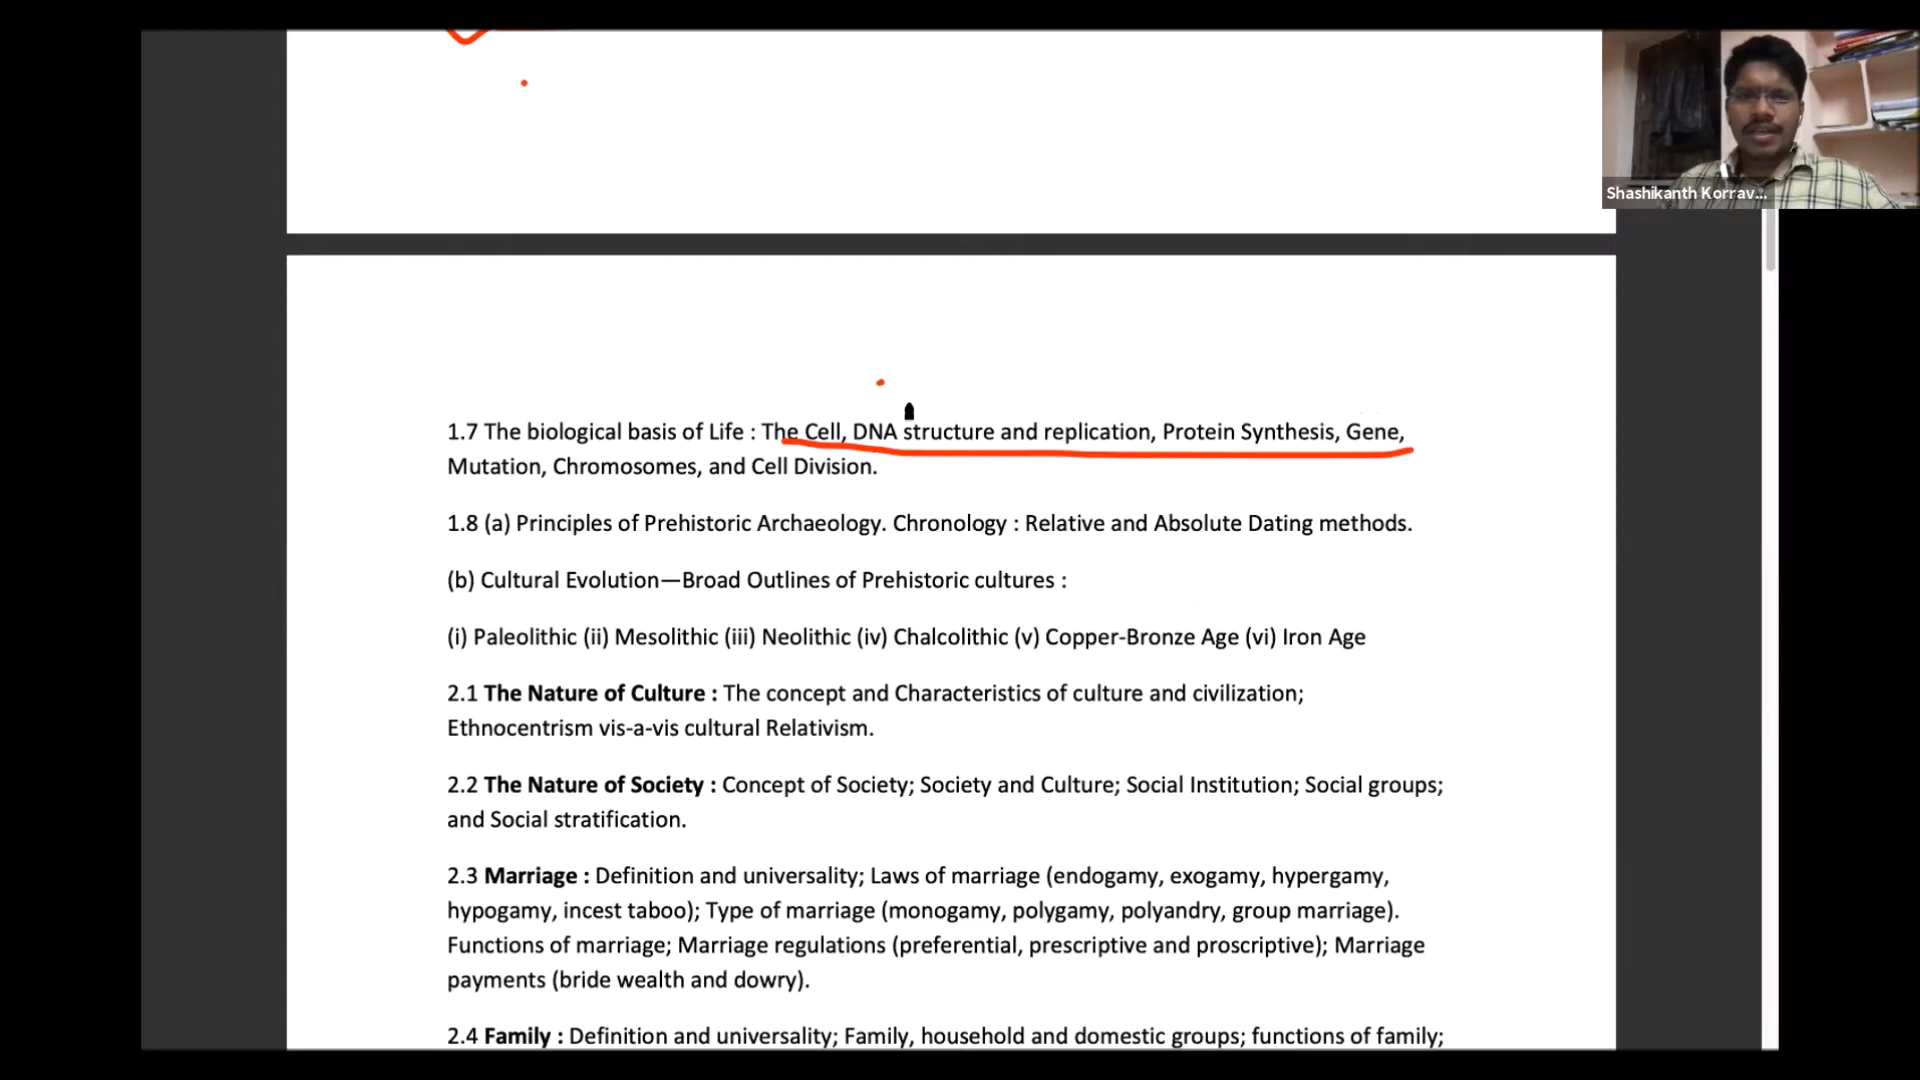 Shashikanth Korrav...
1.7 The biological basis of Life : The Cell, DNA structure and replication, Protein Synthesis, Gene,
Mutation, Chromosomes, and Cell Division.
1.8 (a) Principles of Prehistoric Archaeology. Chronology : Relative and Absolute Dating methods.
(b) Cultural Evolution—Broad Outlines of Prehistoric cultures :
(i) Paleolithic (ii) Mesolithic (iii) Neolithic (iv) Chalcolithic (v) Copper-Bronze Age (vi) Iron Age
2.1 The Nature of Culture : The concept and Characteristics of culture and civilization;
Ethnocentrism vis-a-vis cultural Relativism.
2.2 The Nature of Society : Concept of Society; Society and Culture; Social Institution; Social groups;
and Social stratification.
2.3 Marriage : Definition and universality; Laws of marriage (endogamy, exogamy, hypergamy,
hypogamy, incest taboo); Type of marriage (monogamy, polygamy, polyandry, group marriage).
Functions of marriage; Marriage regulations (preferential, prescriptive and proscriptive); Marriage
payments (bride wealth and dowry).
2.4 Family : Definition and universality; Family, household and domestic groups; functions of family;